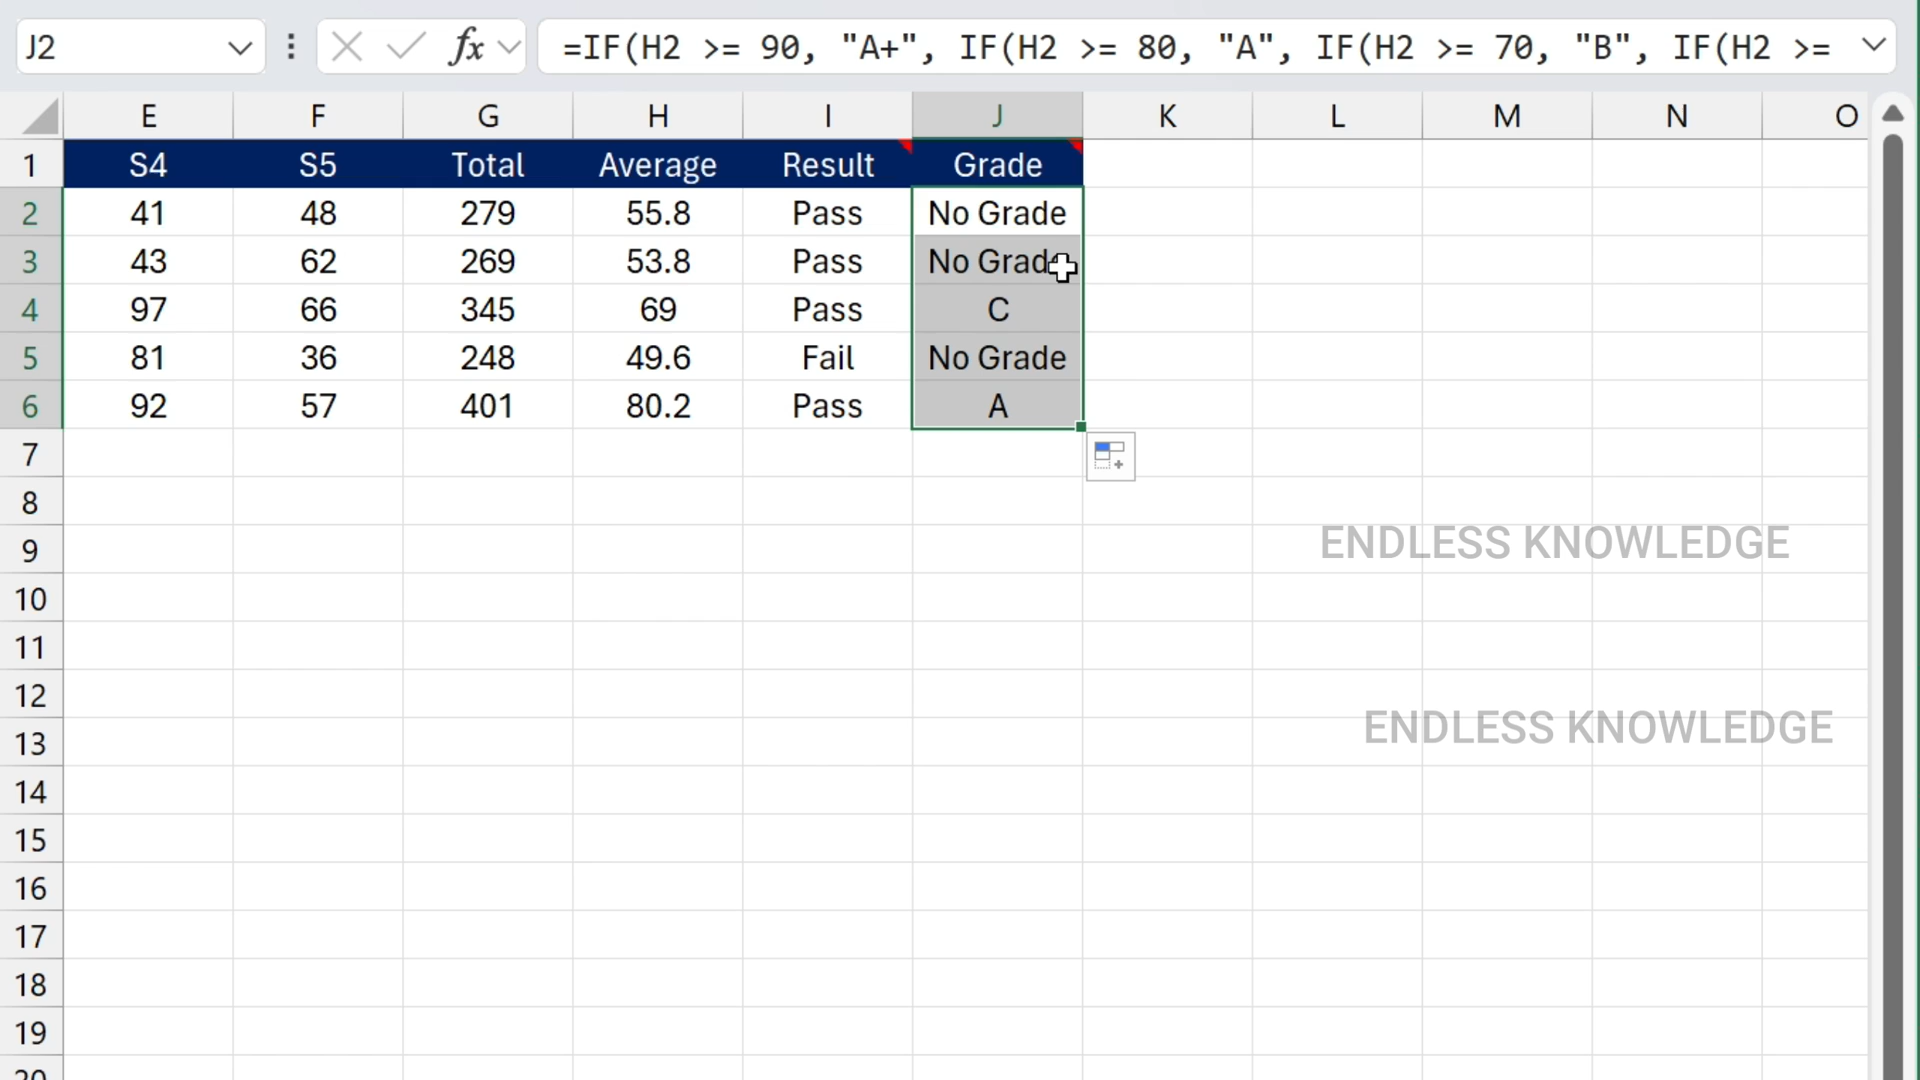 J2 fx =IF(H2 >= 90, "A+", IF(H2 >= 80, "A", IF(H2 >= 70, "B", IF(H2 >=
E F G H I J K L M N O
1 S4 S5 Total Average Result Grade
2 41 48 279 55.8 Pass No Grade
3 43 62 269 53.8 Pass No Grad
4 97 66 345 69 Pass C
5 81 36 248 49.6 Fail No Grade
6 92 57 401 80.2 Pass A
7
8
9 ENDLESS KNOWLEDGE
10
11
12
13 ENDLESS KNOWLEDGE
14
15
16
17
18
19
20